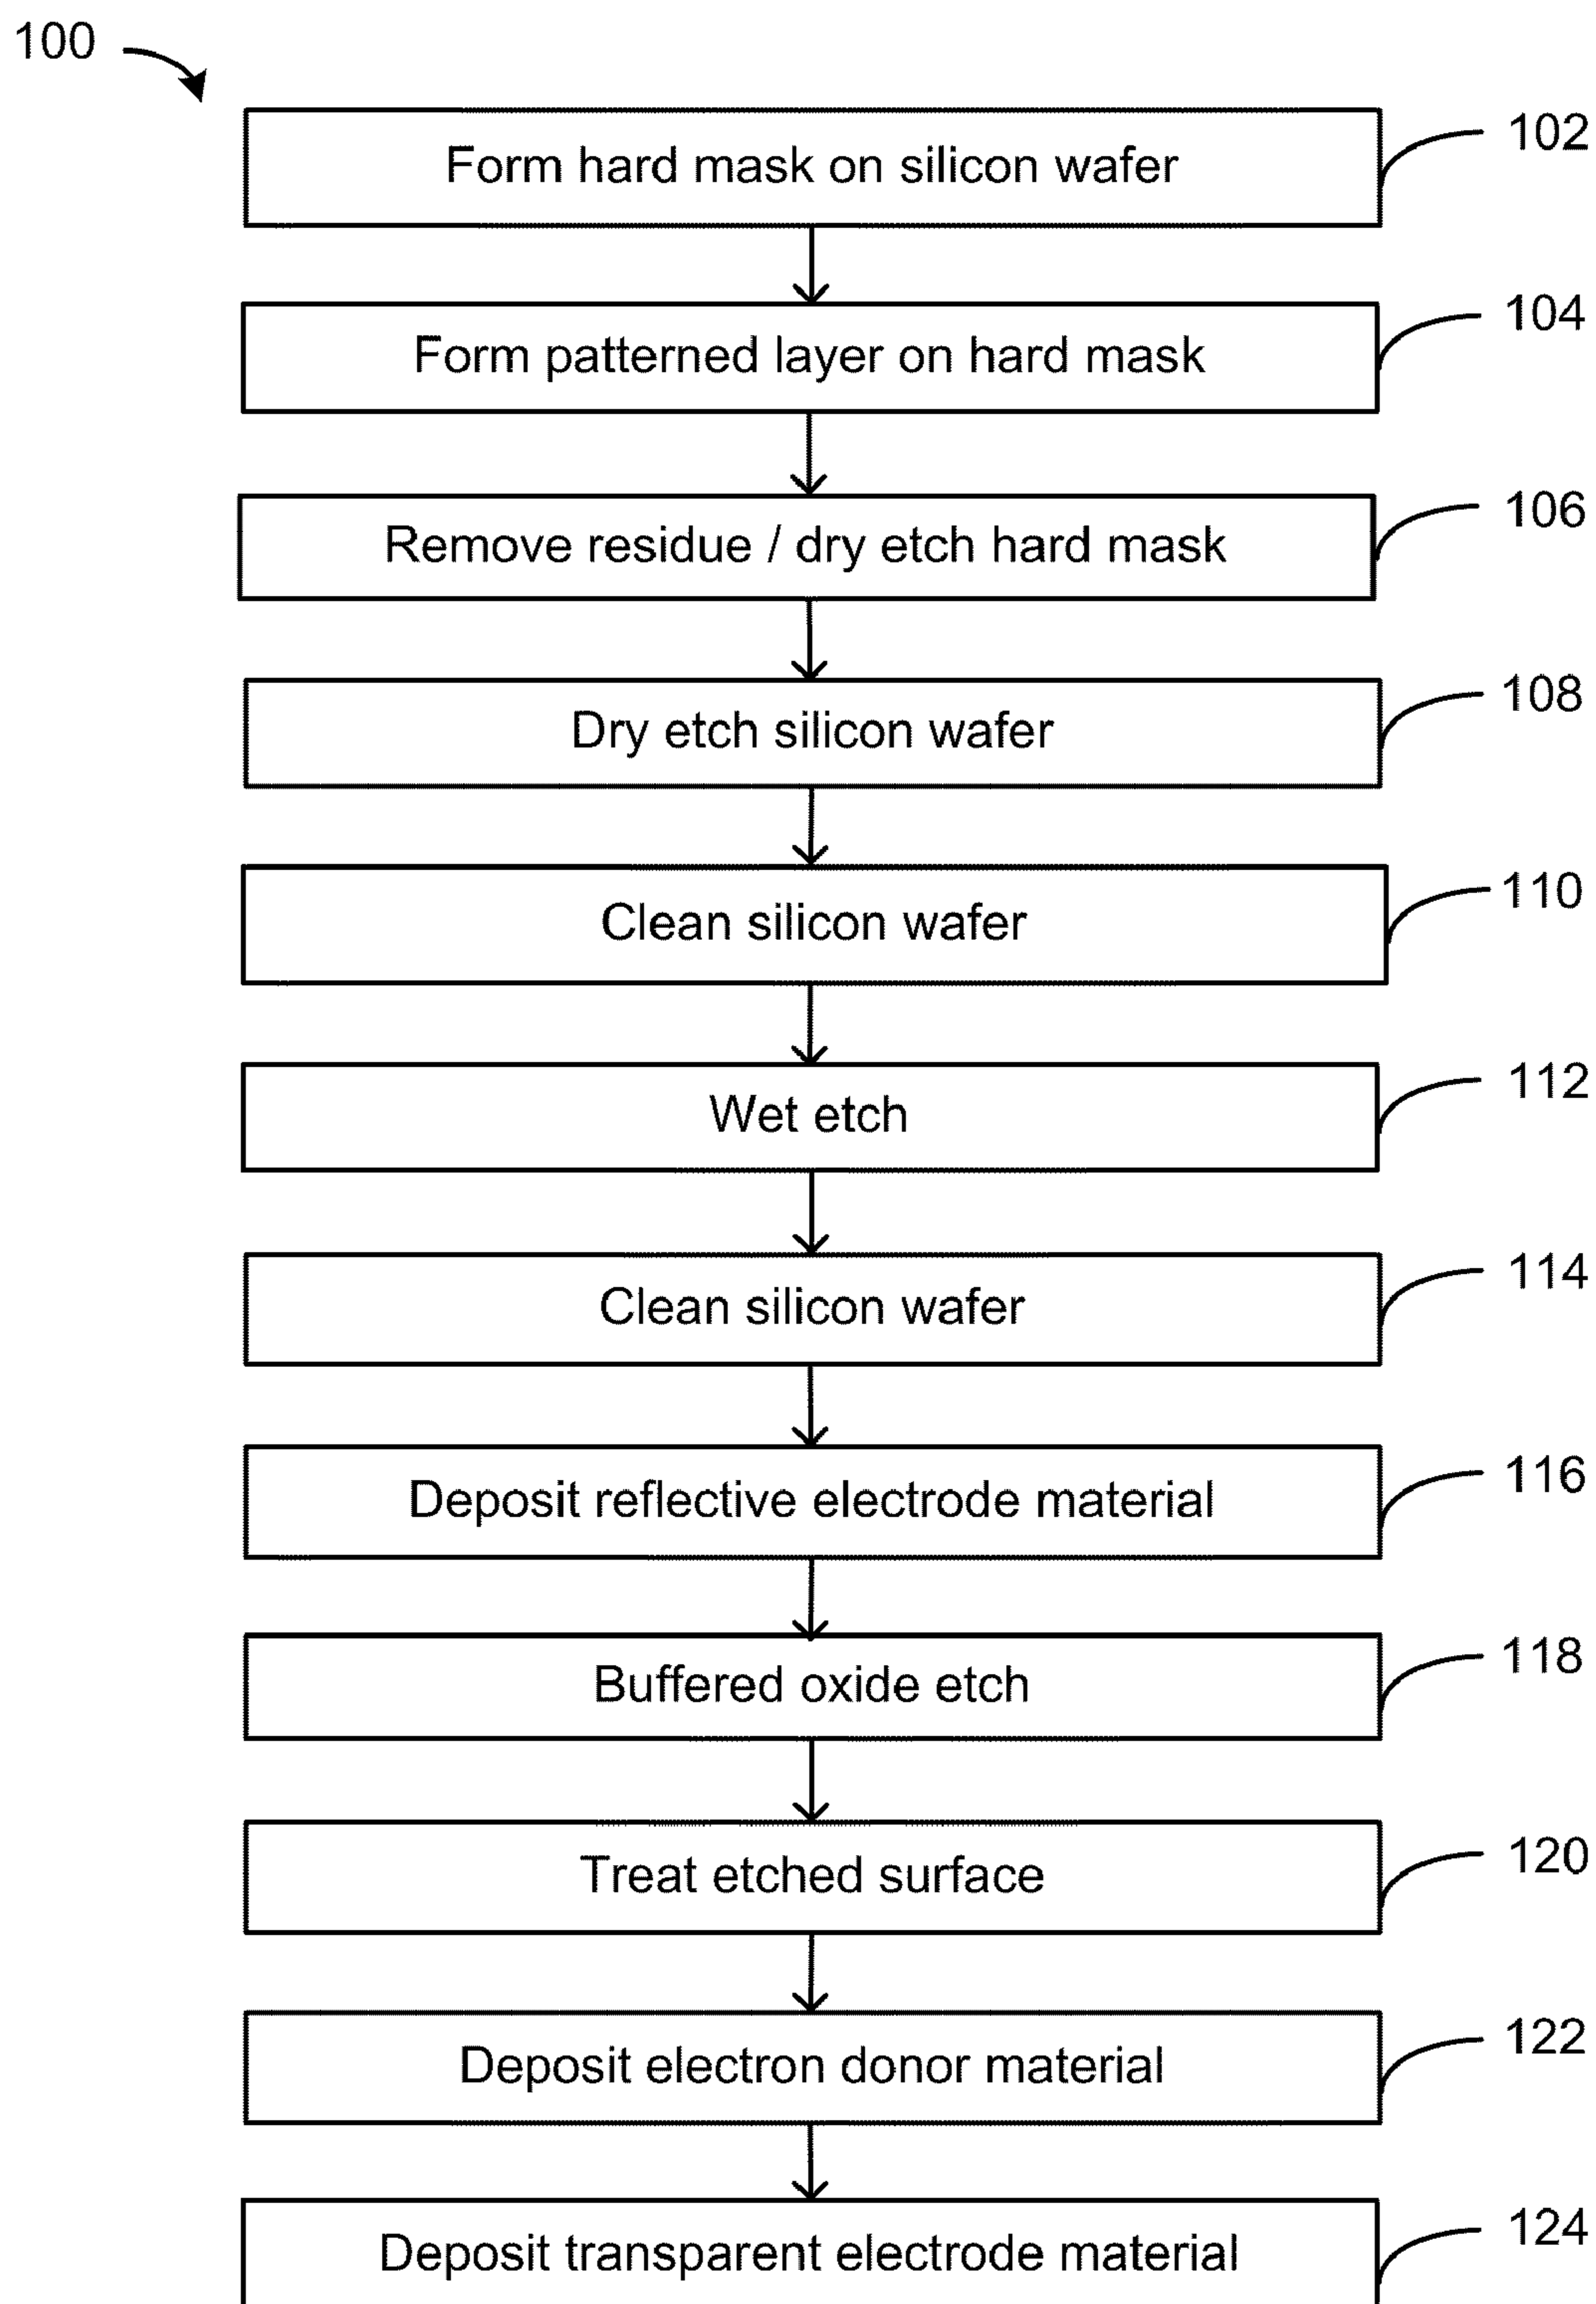 100
Form hard mask on silicon wafer 102
Form patterned layer on hard mask 104
Remove residue / dry etch hard mask 106
Dry etch silicon wafer 108
Clean silicon wafer 110
Wet etch 112
Clean silicon wafer 114
Deposit reflective electrode material 116
Buffered oxide etch 118
Treat etched surface 120
Deposit electron donor material 122
Deposit transparent electrode material 124